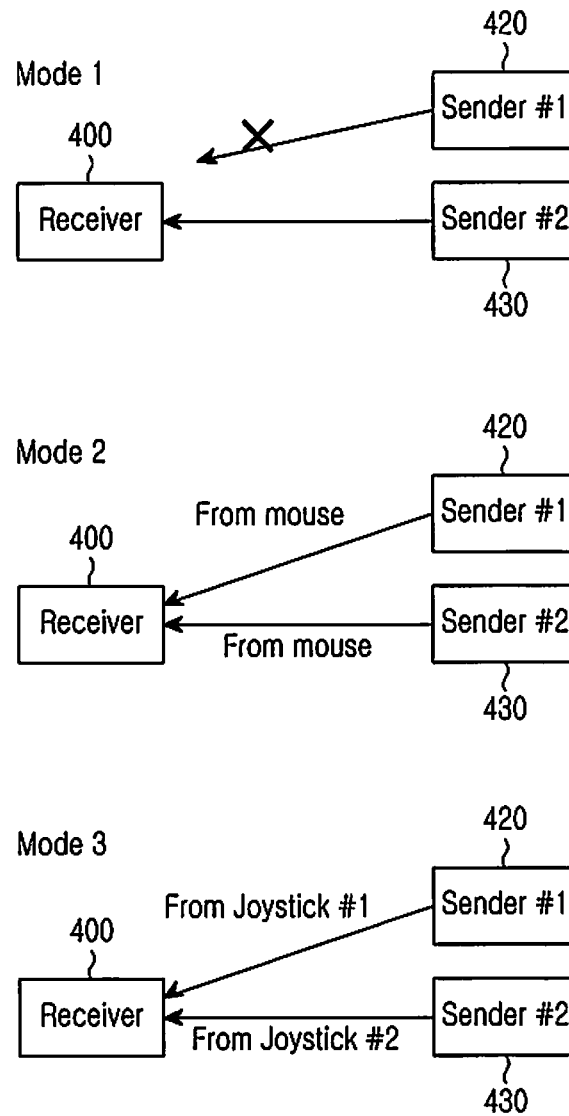 420
Mode 1
Sender #1
400
Receiver
Sender #2
430
420
Mode 2
From mouse
Sender #1
400
Receiver
Sender #2
From mouse
430
420
Mode 3
From Joystick #1
Sender #1
400
Receiver
Sender #2
From Joystick #2
430